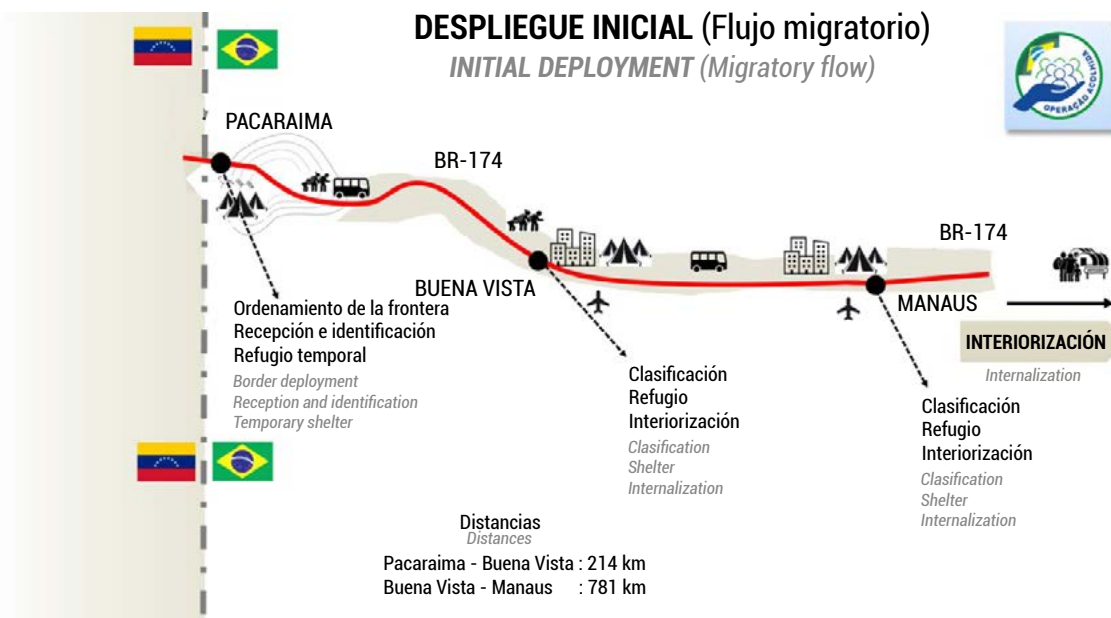 DESPLIEGUE INICIAL (Flujo migratorio)
INITIAL DEPLOYMENT (Migratory flow)
OPERAÇÃO ACOLHIDA
PACARAIMA
BR-174
BR-174
BUENA VISTA
MANAUS
Ordenamiento de la frontera
Recepción e identificación
Refugio temporal
Border deployment
Reception and identification
Temporary shelter
Clasificación
Refugio
Interiorización
Clasification
Shelter
Internalization
INTERIORIZACIÓN
Internalization
Clasificación
Refugio
Interiorización
Clasification
Shelter
Internalization
Distancias
Distances
Pacaraima - Buena Vista : 214 km
Buena Vista - Manaus : 781 km